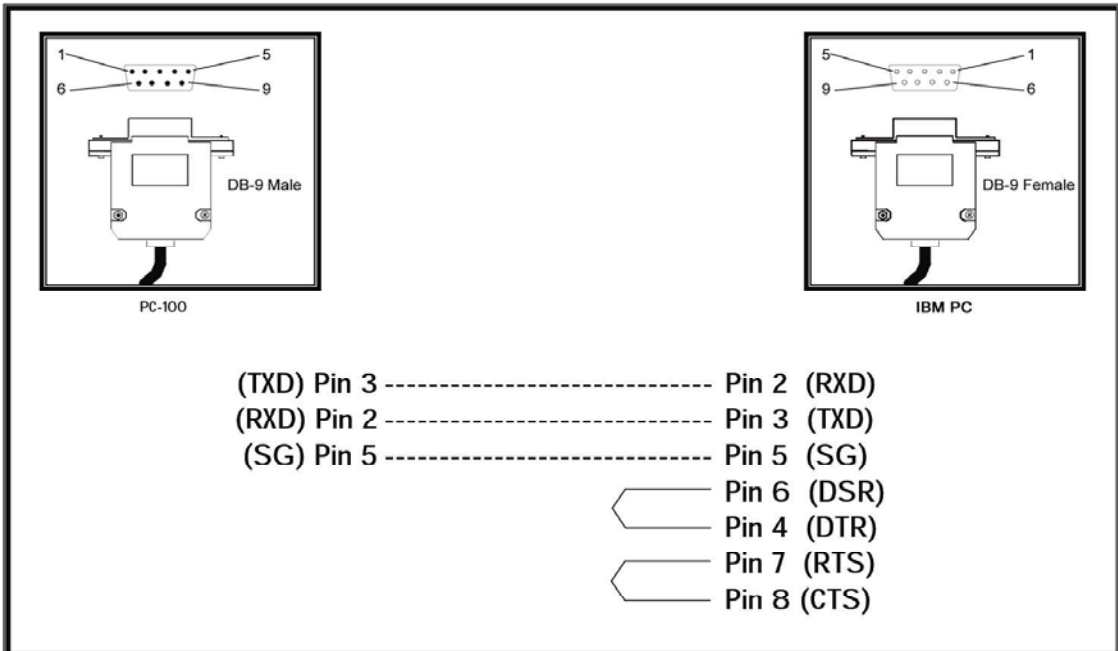 1 5
6 9
DB-9 Male
PC-100
5 1
9 6
DB-9 Female
IBM PC
(TXD) Pin 3 Pin 2 (RXD)
(RXD) Pin 2 Pin 3 (TXD)
(SG) Pin 5 Pin 5 (SG)
Pin 6 (DSR)
Pin 4 (DTR)
Pin 7 (RTS)
Pin 8 (CTS)